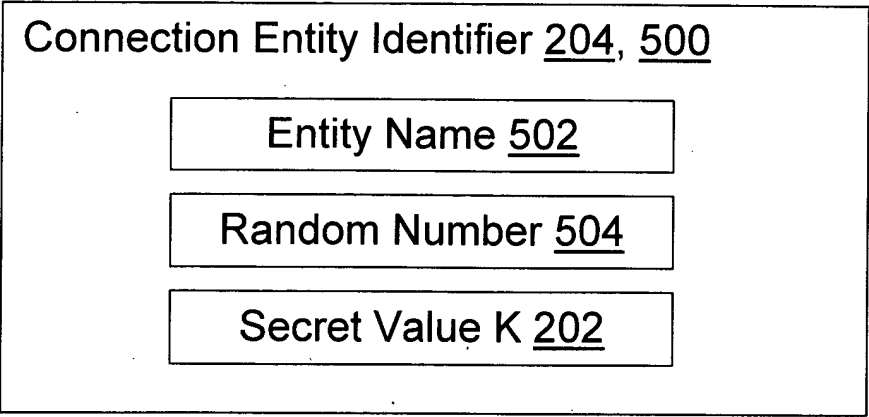 Connection Entity Identifier 204, 500
Entity Name 502
Random Number 504
Secret Value K 202